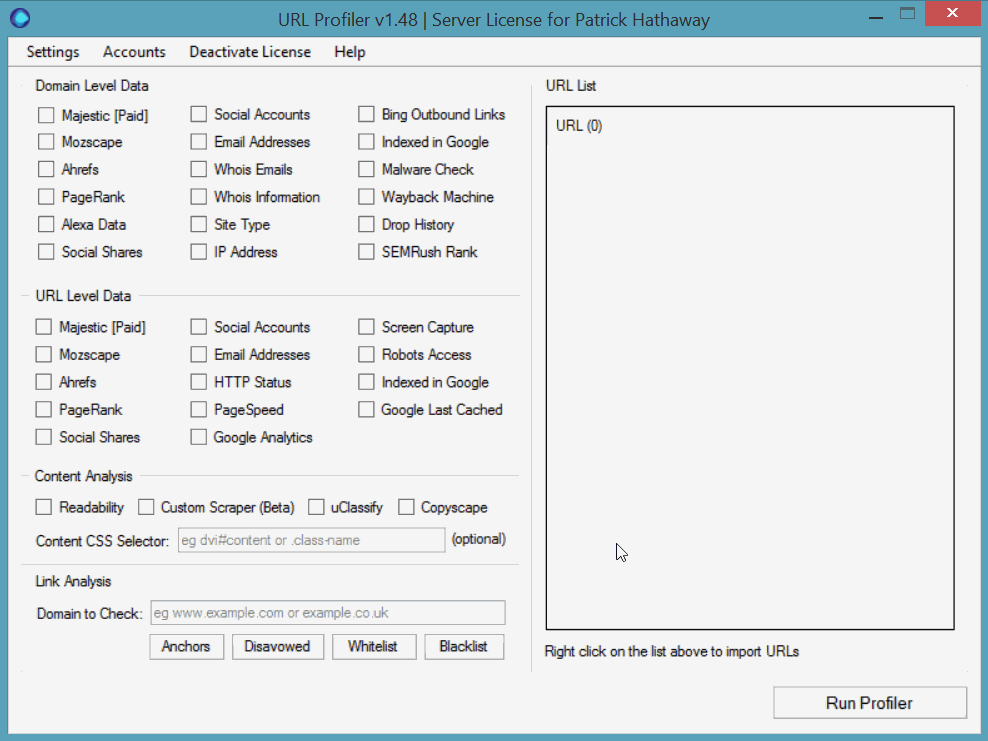 URL Profiler v1.48 | Server License for Patrick Hathaway
Settings Accounts Deactivate License Help
Domain Level Data
Majestic [Paid] Social Accounts Bing Outbound Links
Mozscape Email Addresses Indexed in Google
Ahrefs Whois Emails Malware Check
PageRank Whois Information Wayback Machine
Alexa Data Site Type Drop History
Social Shares IP Address SEMRush Rank
URL Level Data
Majestic [Paid] Social Accounts Screen Capture
Mozscape Email Addresses Robots Access
Ahrefs HTTP Status Indexed in Google
PageRank PageSpeed Google Last Cached
Social Shares Google Analytics
Content Analysis
Readability Custom Scraper (Beta) uClassify Copyscape
Content CSS Selector: eg dvi#content or .class-name (optional)
Link Analysis
Domain to Check: eg www.example.com or example.co.uk
Anchors Disavowed Whitelist Blacklist
URL List
URL (0)
Right click on the list above to import URLs
Run Profiler